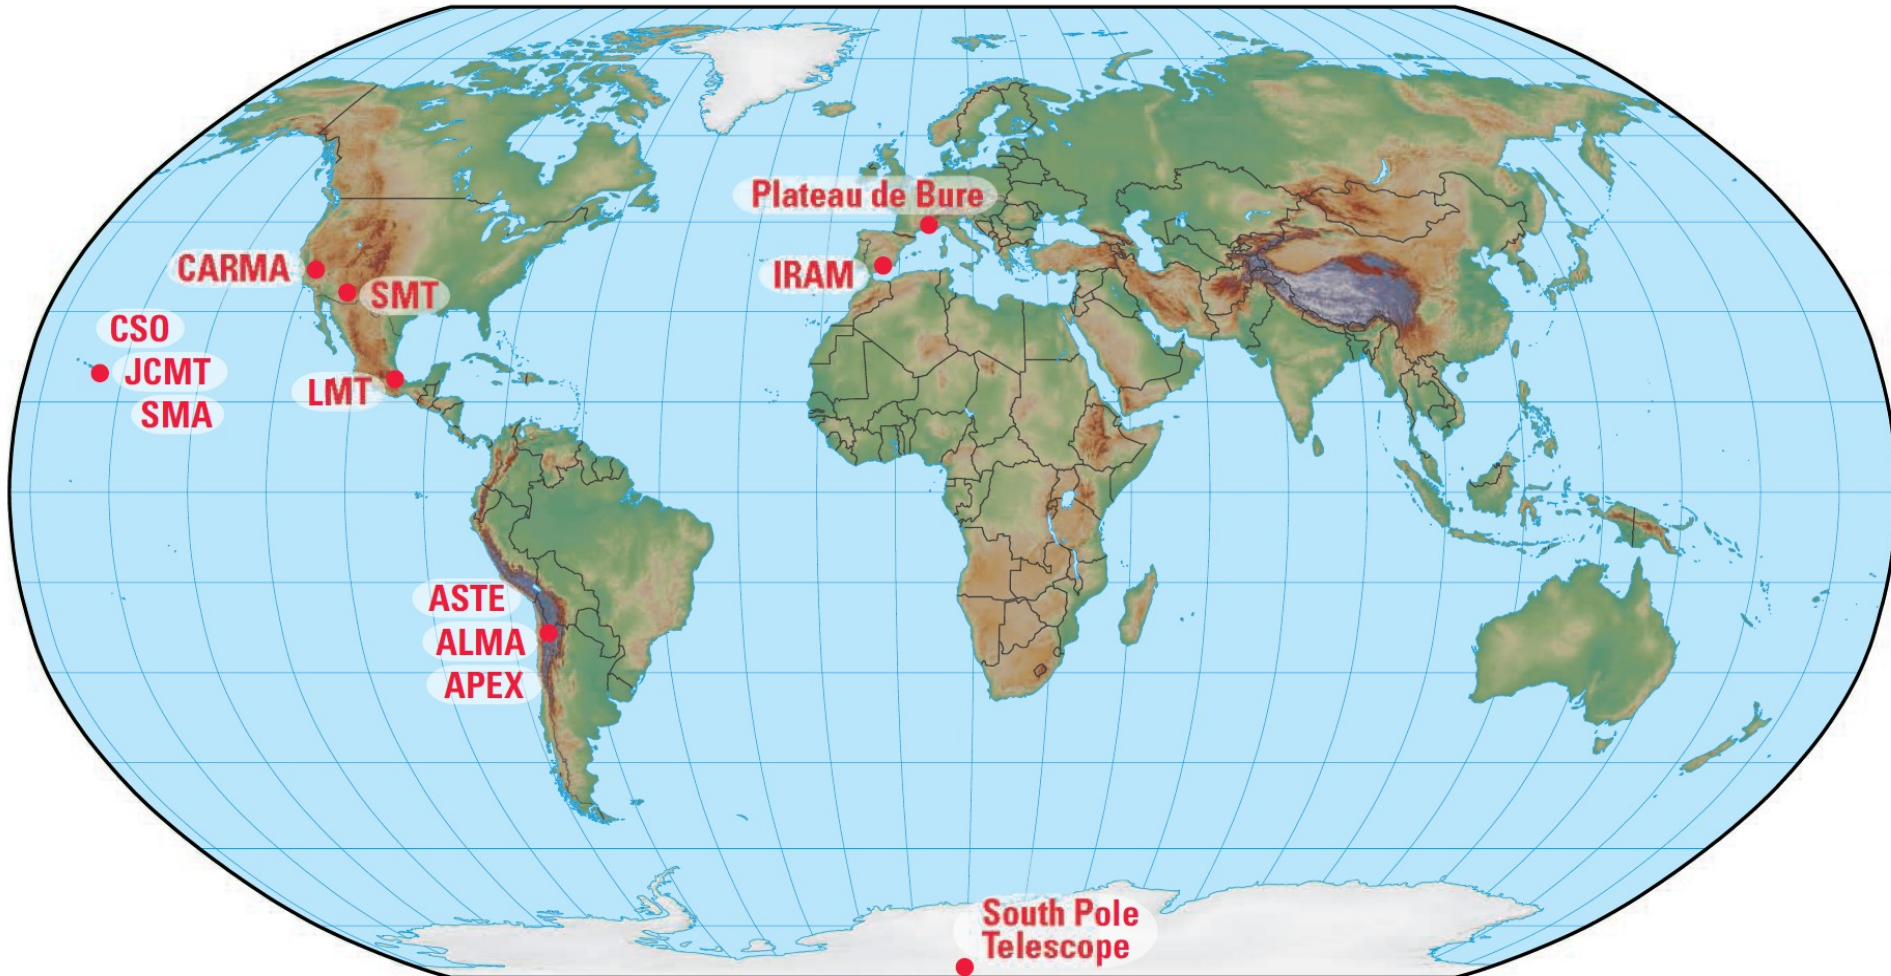 Plateau de Bure
CARMA
IRAM
SMT
CSO
JCMT
LMT
SMA
ASTE
ALMA
APEX
South Pole
Telescope